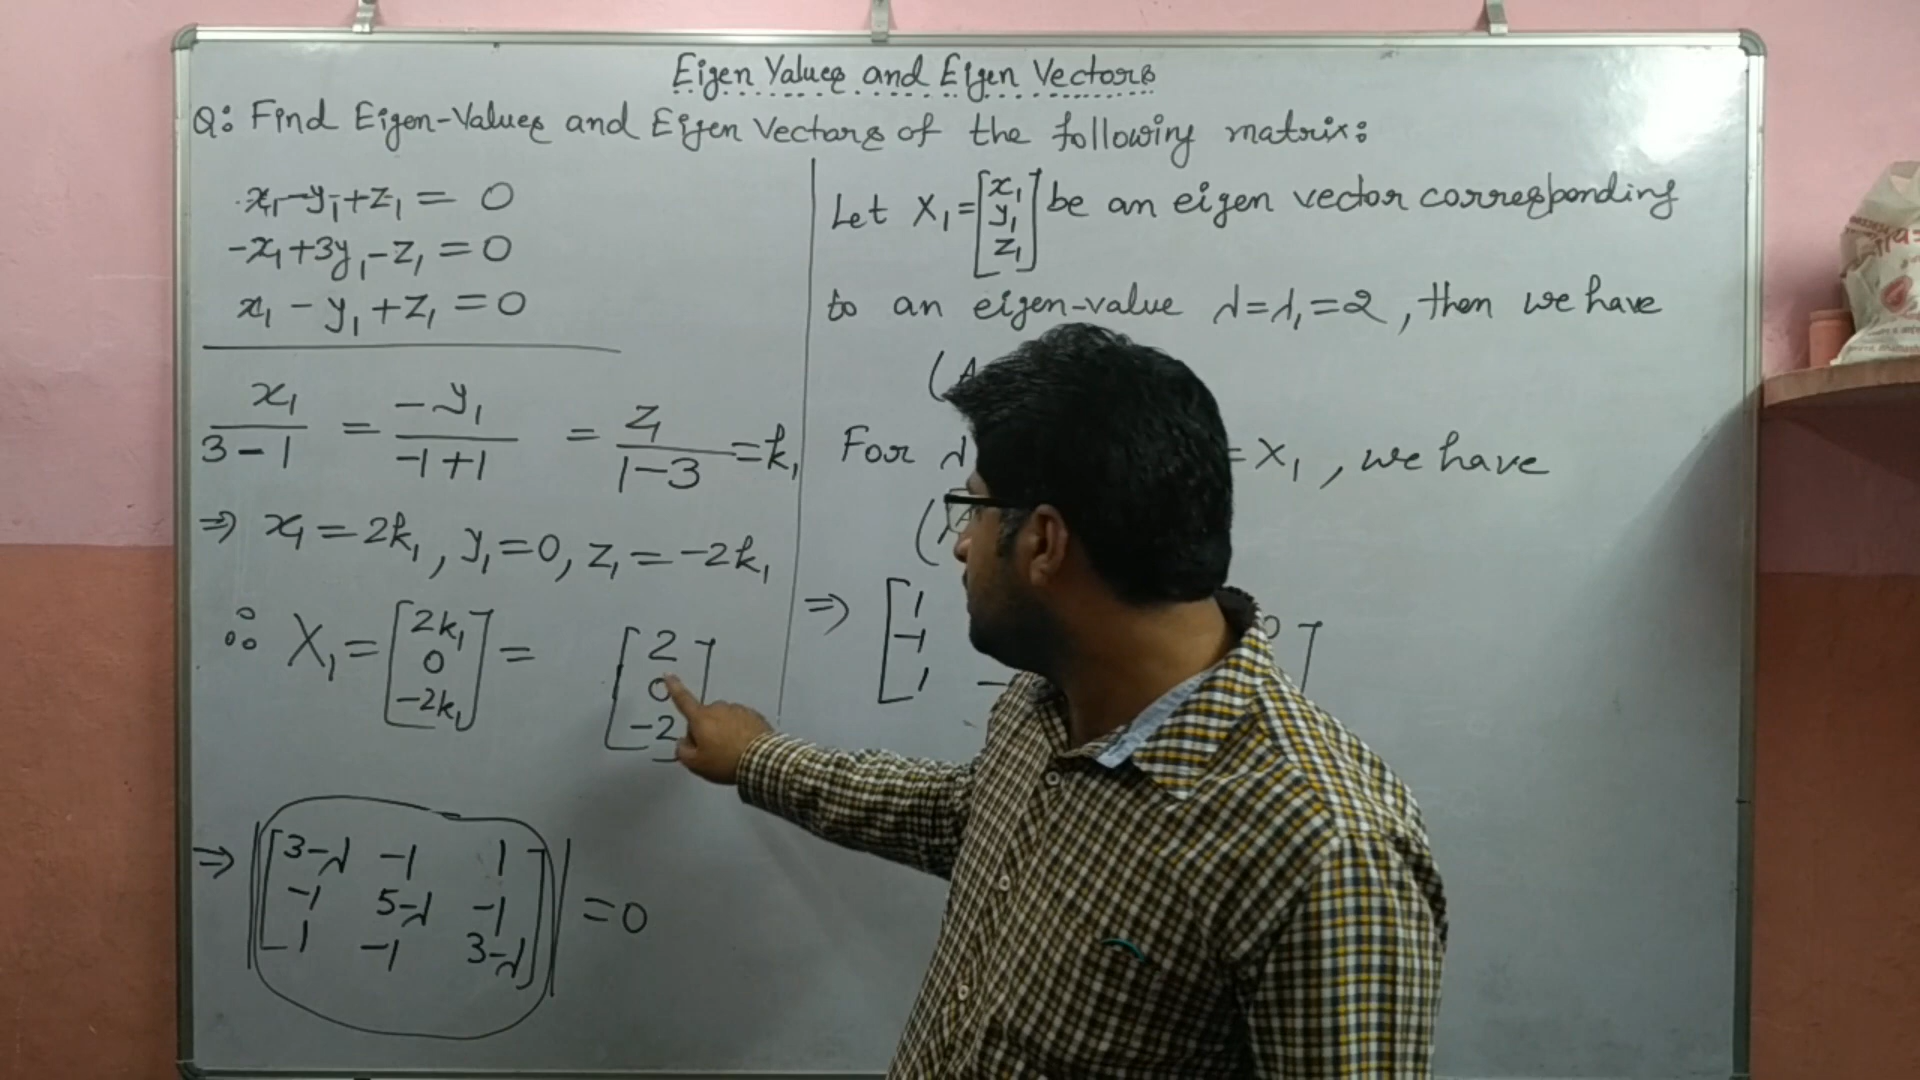 Eigen Values and Eigen Vectors
Q: Find Eigen-Values and Eigen Vectors of the following matrix:
x₁-y₁+z₁ = 0
-x₁+3y₁-z₁ = 0
x₁ - y₁ + z₁ = 0
x₁/(3-1) = -y₁/(-1+1) = z₁/(1-3) = k₁
⇒ x₁ = 2k₁, y₁ = 0, z₁ = -2k₁
∴ X₁ = [2k₁ 0 -2k₁] = [2 0 -2]
⇒ |[3-λ -1 1
-1 5-λ -1
1 -1 3-λ]| = 0
Let X₁ = [x₁ y₁ z₁] be an eigen vector corresponding
to an eigen-value λ=λ₁=2, then we have
(A
For λ = X₁, we have
(A
⇒ [1
-1
1 -